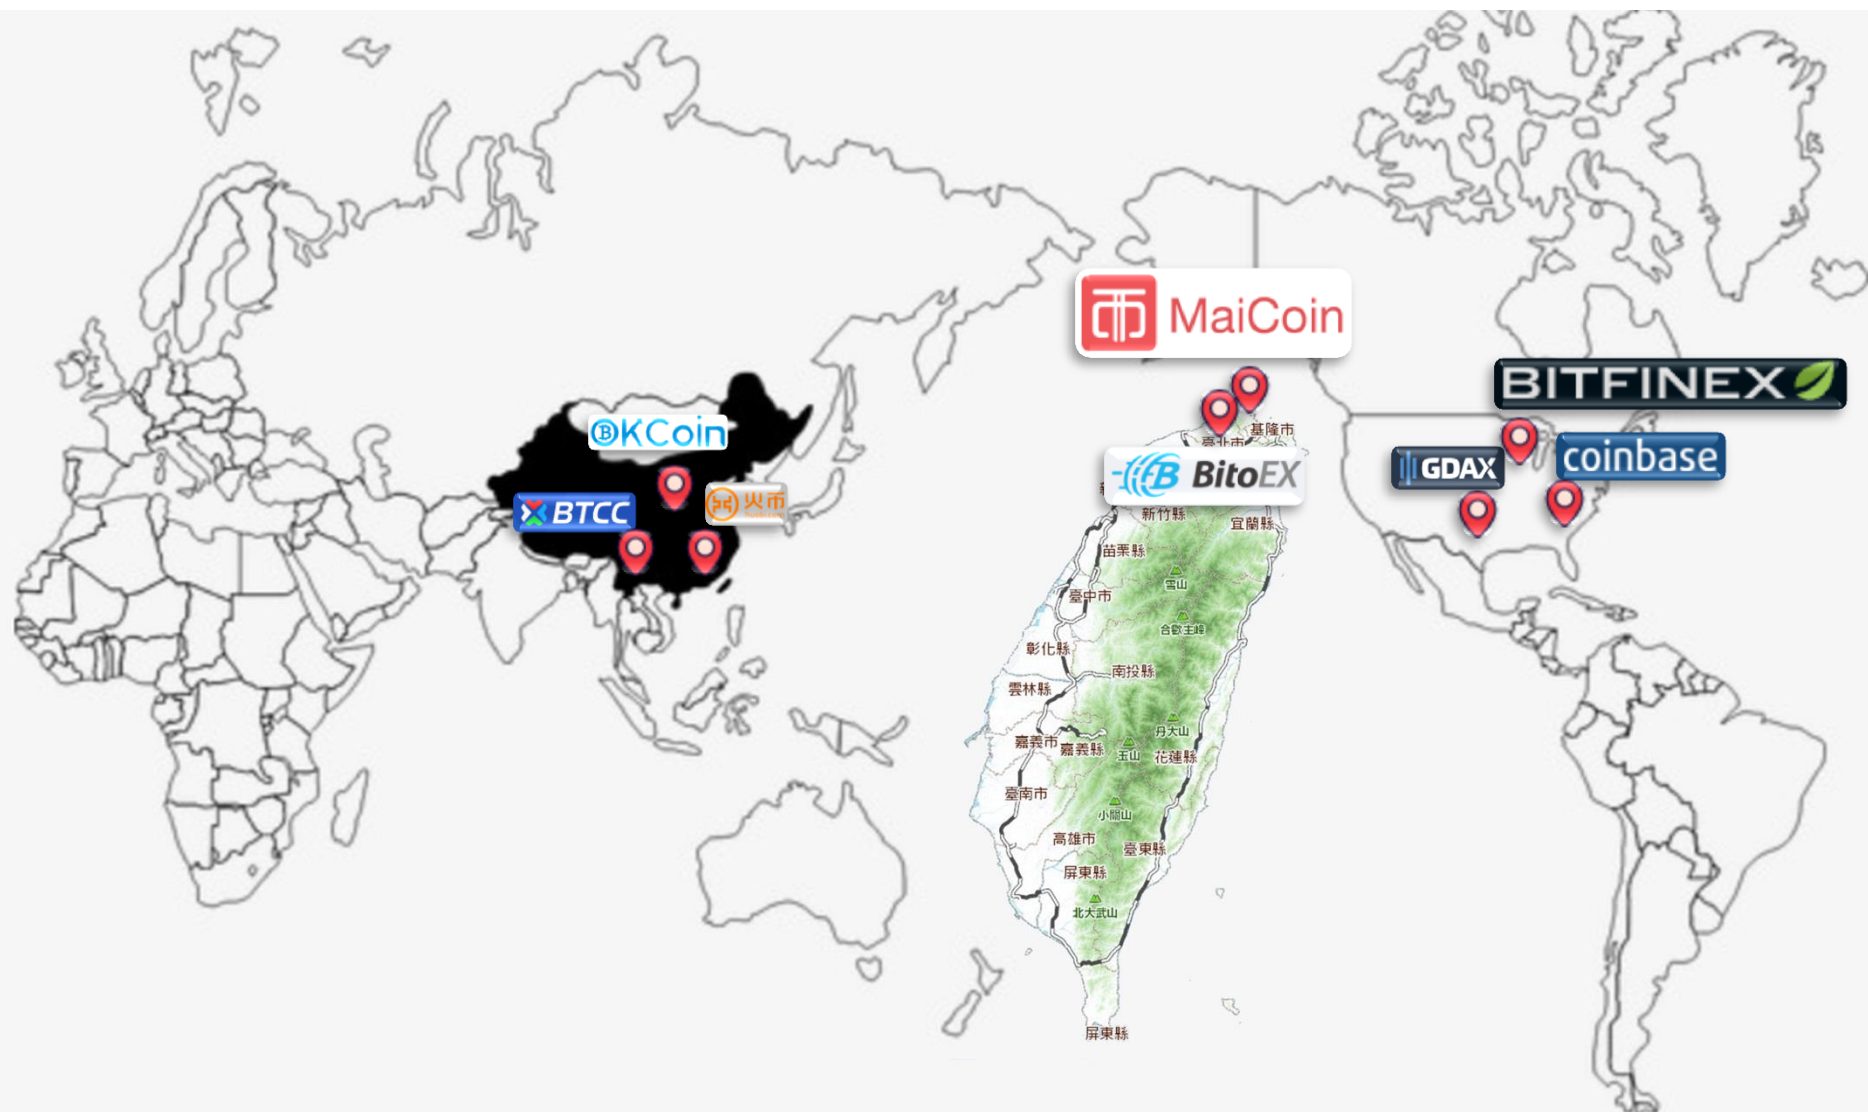 MaiCoin
BITFINEX
OKCoin
GDAX
coinbase
BTCC
火币
基隆市
臺北市
BitoEX
新竹縣
宜蘭縣
苗栗縣
雪山
臺中市
合歡主峰
彰化縣
南投縣
雲林縣
丹大山
嘉義市
嘉義縣
玉山
花蓮縣
臺南市
小關山
高雄市
臺東縣
屏東縣
北大武山
屏東縣